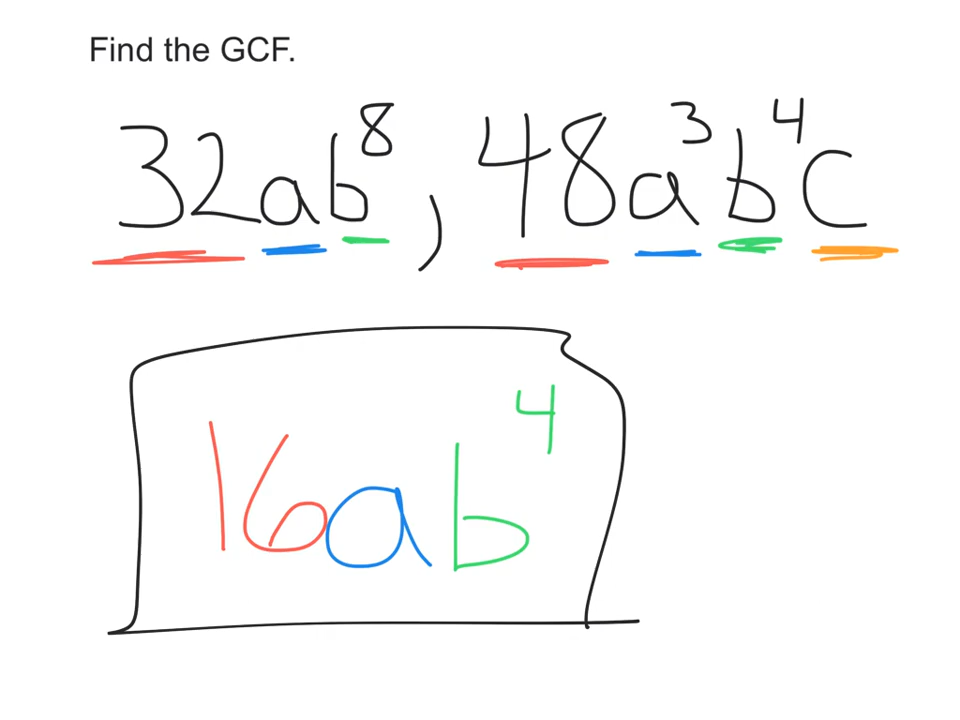 Find the GCF.
32ab⁸, 48a³b⁴c
16ab⁴